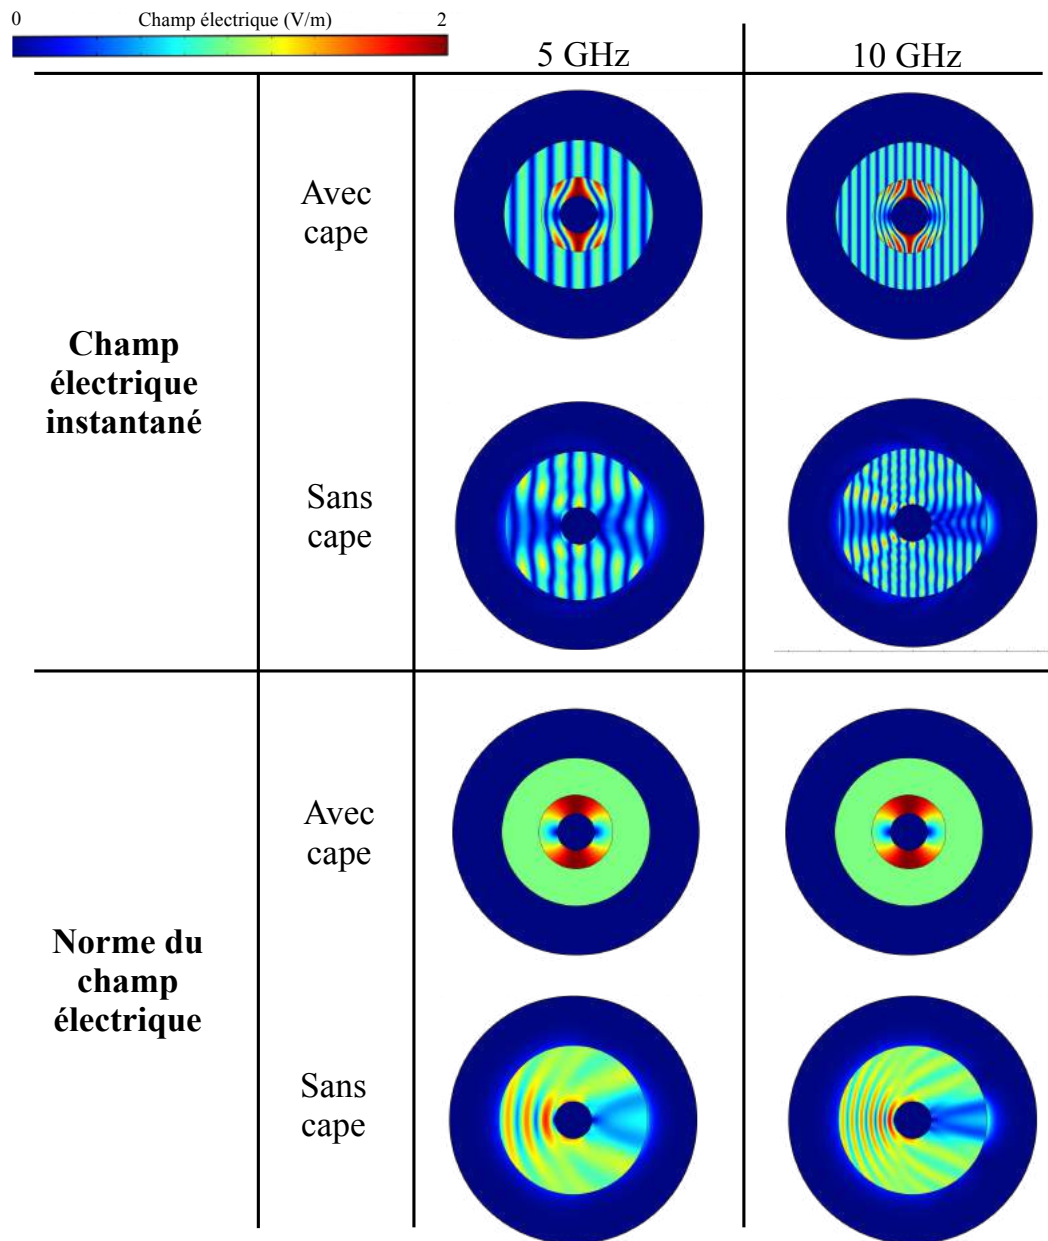 0 Champ électrique (V/m) 2
5 GHz 10 GHz
Avec
cape
Champ
électrique
instantané
Sans
cape
Avec
cape
Norme du
champ
électrique
Sans
cape